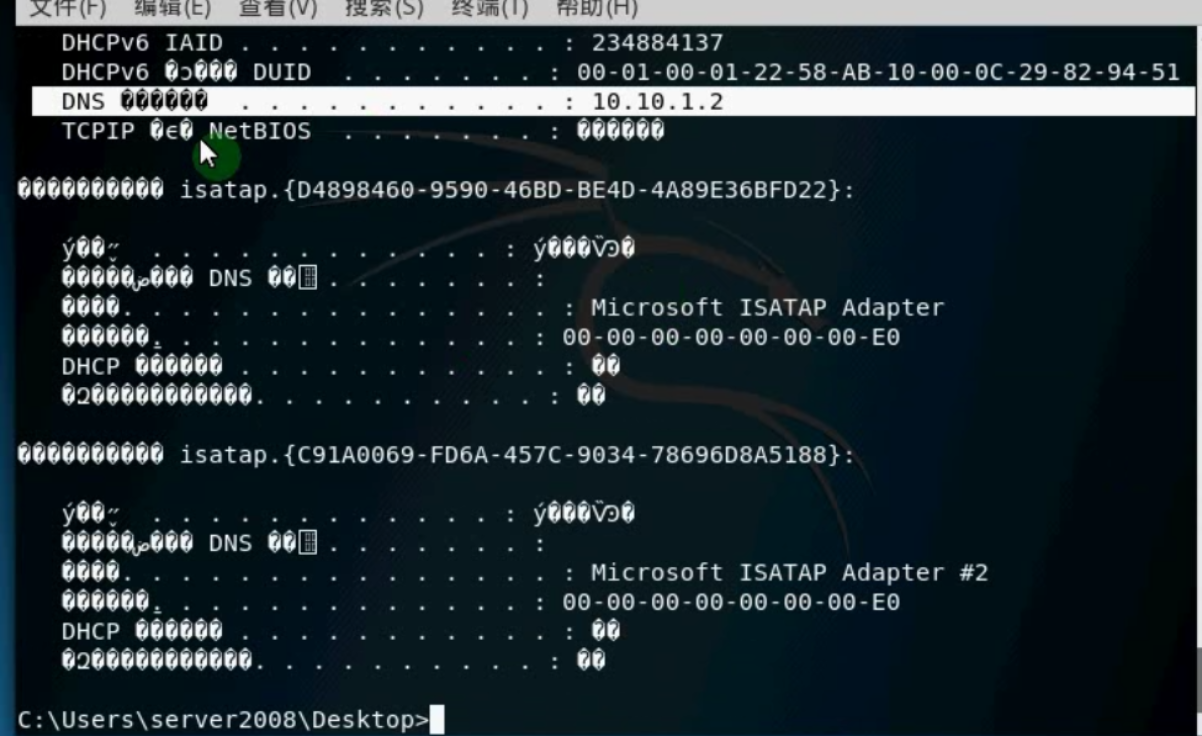 文件(F) 编辑(E) 查看(V) 搜索(S) 终端(T) 帮助(H)
DHCPv6 IAID . . . . . . . . . . . : 234884137
DHCPv6 �ͻ��� DUID . . . . . . . : 00-01-00-01-22-58-AB-10-00-0C-29-82-94-51
DNS ������ . . . . . . . . . . . : 10.10.1.2
TCPIP �ϵ� NetBIOS . . . . . . . : ������
���������� isatap.{D4898460-9590-46BD-BE4D-4A89E36BFD22}:
DNS . . . . . . . :
. . . . . . . . . . . . . . . : Microsoft ISATAP Adapter
. . . . . . . . . . . . . : 00-00-00-00-00-00-00-E0
DHCP ������ . . . . . . . . . . . : ��
���������� isatap.{C91A0069-FD6A-457C-9034-78696D8A5188}:
DNS . . . . . . . :
. . . . . . . . . . . . . . . : Microsoft ISATAP Adapter #2
. . . . . . . . . . . . . : 00-00-00-00-00-00-00-E0
DHCP ������ . . . . . . . . . . . : ��
C:\Users\server2008\Desktop>